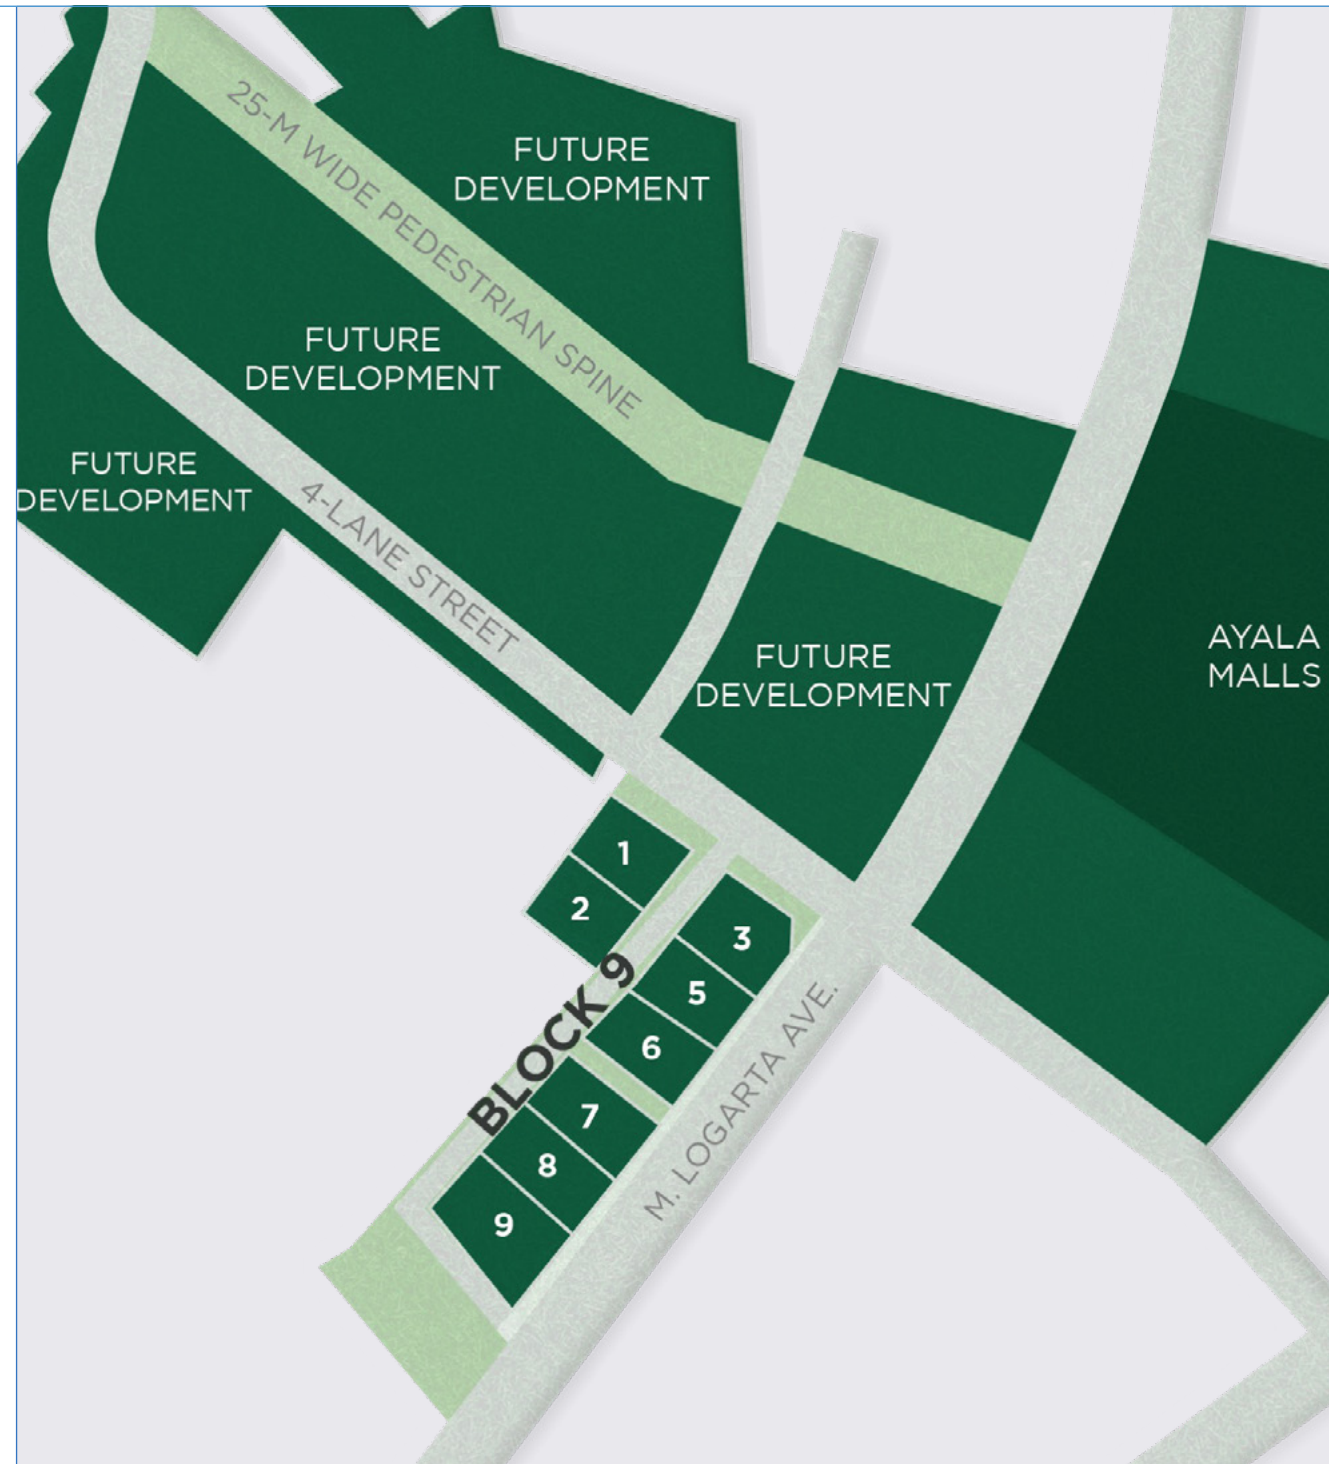 25-M WIDE PEDESTRIAN SPINE
FUTURE
DEVELOPMENT
FUTURE
DEVELOPMENT
FUTURE
DEVELOPMENT
4-LANE STREET
FUTURE
DEVELOPMENT
AYALA
MALLS
1
2
3
5
6
BLOCK 9
7
8
9
M. LOGARTA AVE.